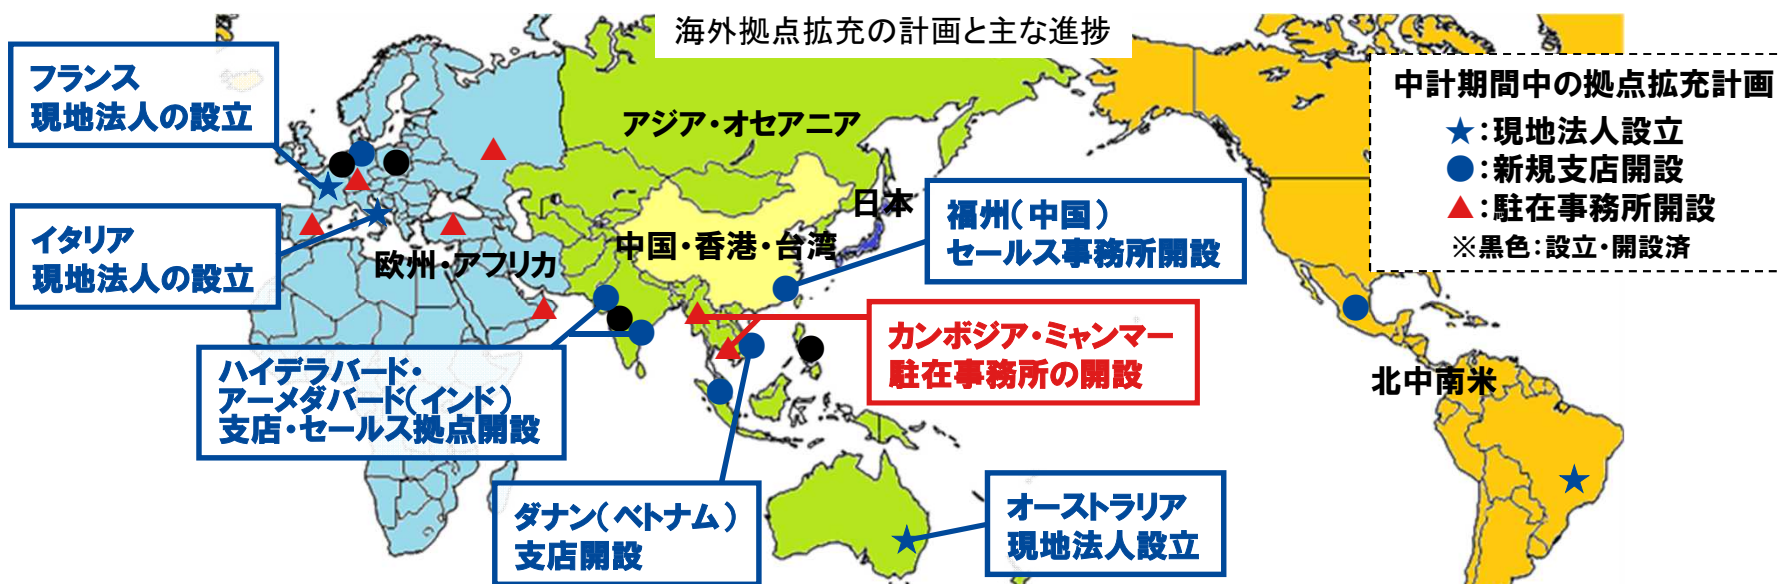 海外拠点拡充の計画と主な進捗
フランス
現地法人の設立
イタリア
現地法人の設立
欧州・アフリカ
アジア・オセアニア
中国・香港・台湾
日本
福州(中国)
セールス事務所開設
カンボジア・ミャンマー
駐在事務所の開設
ハイデラバード・
アーメダバード(インド)
支店・セールス拠点開設
ダナン(ベトナム)
支店開設
オーストラリア
現地法人設立
北中南米
中計期間中の拠点拡充計画
★:現地法人設立
●:新規支店開設
▲:駐在事務所開設
※黒色:設立・開設済